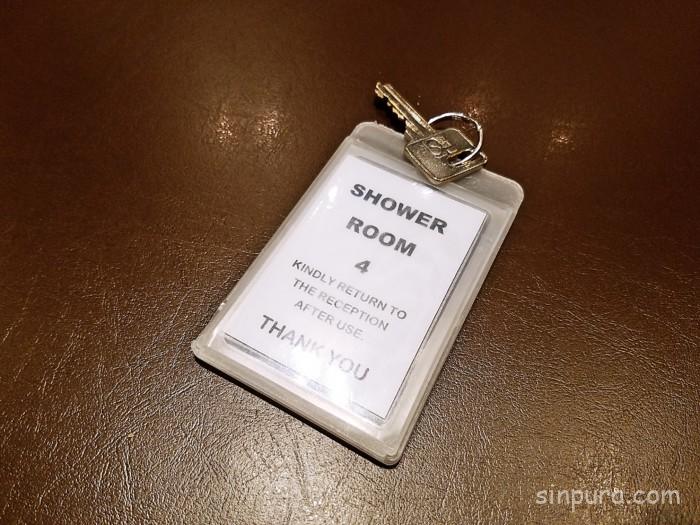 SHOWER
ROOM
4
KINDLY RETURN TO
THE RECEPTION
AFTER USE.
THANK YOU
sinpura.com